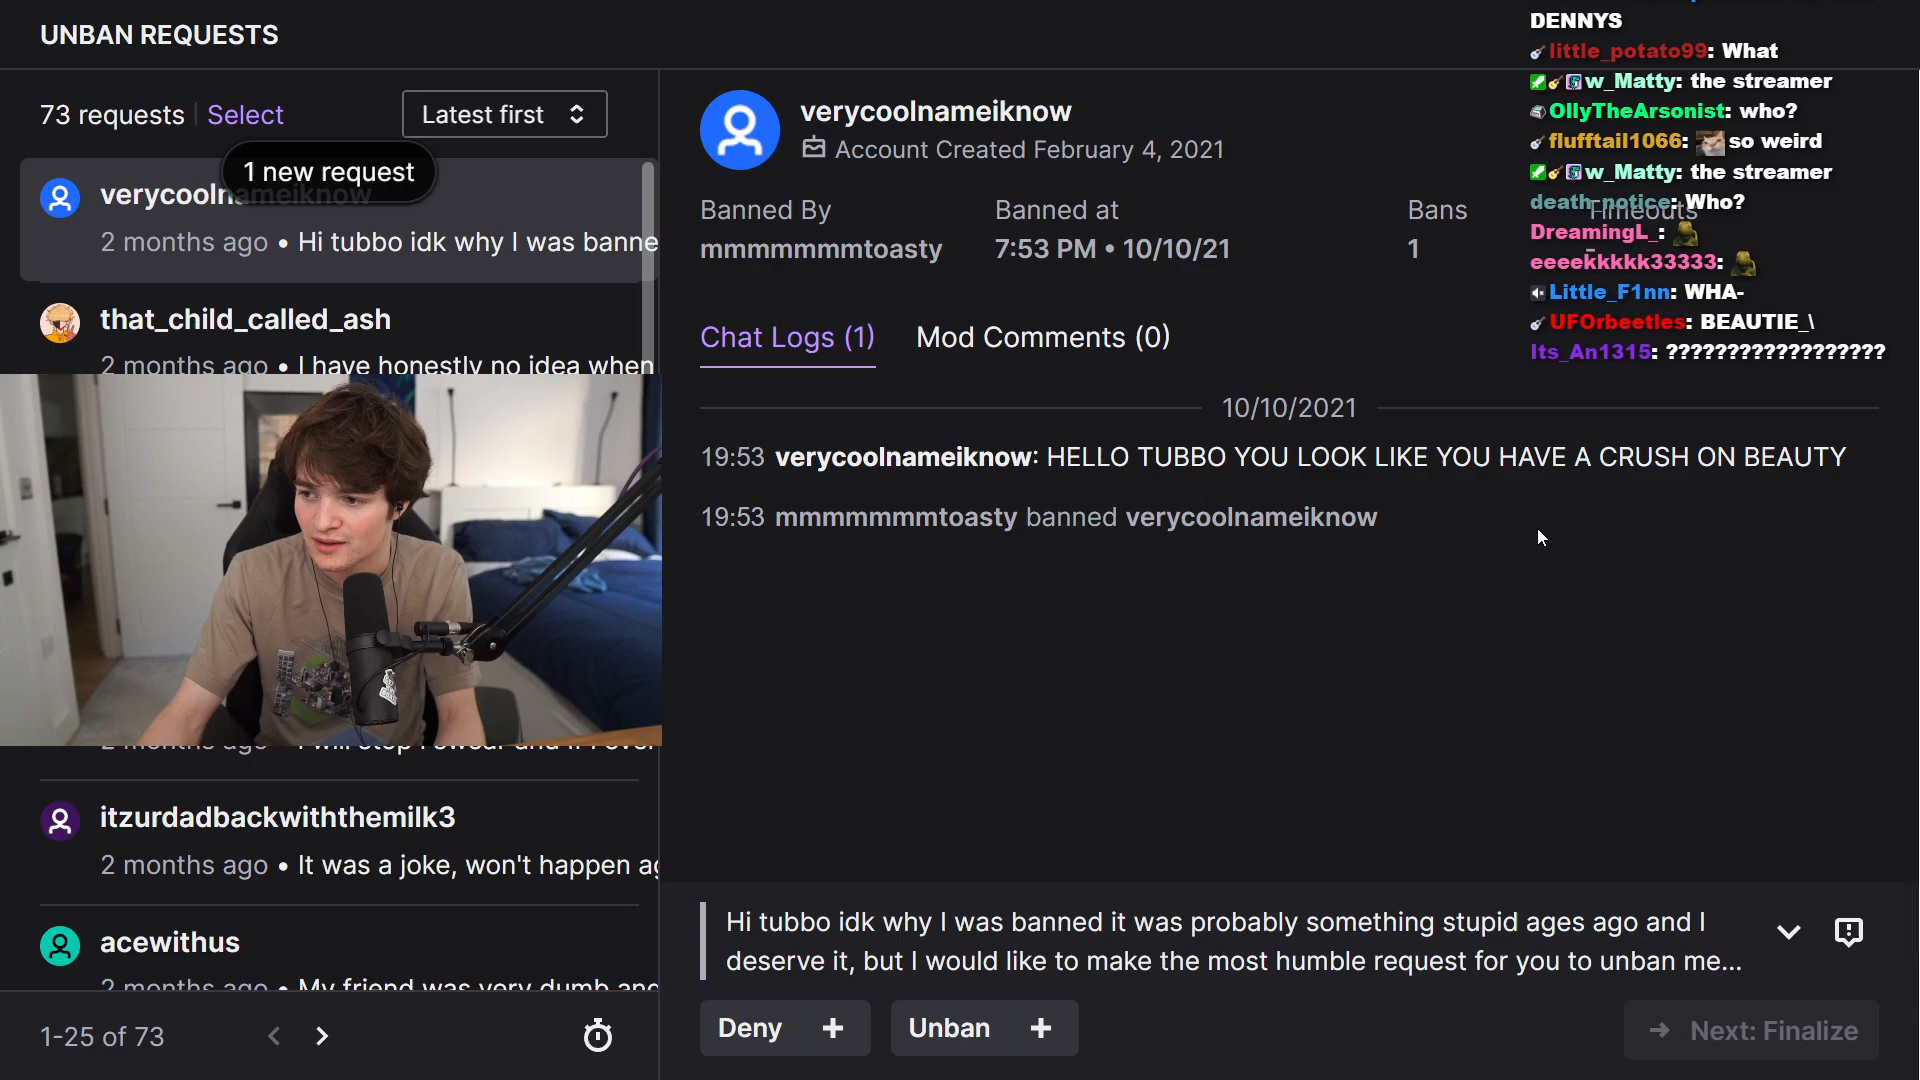 UNBAN REQUESTS
73 requests
Select
Latest first
1 new request
verycoolnameiknow
2 months ago • Hi tubbo idk why I was banne
that_child_called_ash
2 months ago • I have honestly no idea when
itzurdadbackwiththemilk3
2 months ago • It was a joke, won't happen ag
acewithus
2 months ago • My friend was very dumb and
1-25 of 73
verycoolnameiknow
Account Created February 4, 2021
Banned By
mmmmmmmtoasty
Banned at
7:53 PM • 10/10/21
Bans
1
Timeouts
Chat Logs (1)
Mod Comments (0)
10/10/2021
19:53 verycoolnameiknow: HELLO TUBBO YOU LOOK LIKE YOU HAVE A CRUSH ON BEAUTY
19:53 mmmmmmmtoasty banned verycoolnameiknow
Hi tubbo idk why I was banned it was probably something stupid ages ago and I
deserve it, but I would like to make the most humble request for you to unban me...
Deny +
Unban +
Next: Finalize
DENNYS
little_potato99: What
w_Matty: the streamer
OllyTheArsonist: who?
flufftail1066: so weird
w_Matty: the streamer
death_notice: Who?
DreamingL_:
eeeekkkkk33333:
Little_F1nn: WHA-
UFOrbeetles: BEAUTIE_\
Its_An1315: ??????????????????